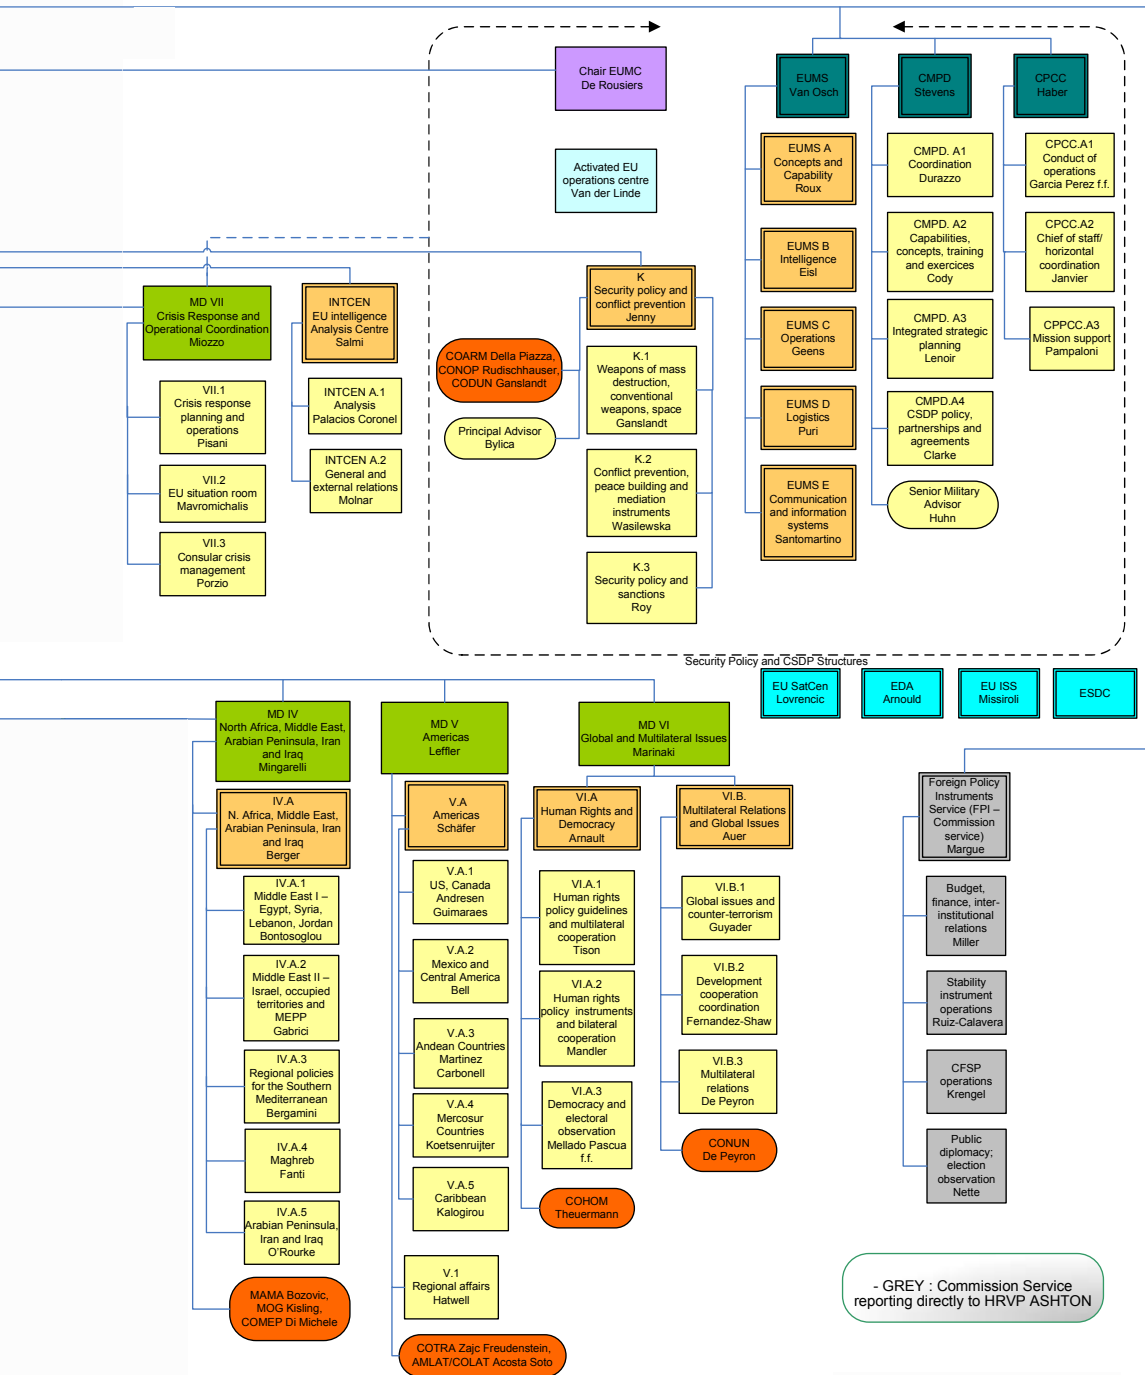 Chair EUMC
De Rousiers
EUMS
Van Osch
CMPD
Stevens
CPCC
Haber
Activated EU
operations centre
Van der Linde
EUMS A
Concepts and
Capability
Roux
CMPD. A1
Coordination
Durazzo
CPCC.A1
Conduct of
operations
Garcia Perez f.f.
EUMS B
Intelligence
Eisl
CMPD. A2
Capabilities,
concepts, training
and exercices
Cody
CPCC.A2
Chief of staff/
horizontal
coordination
Janvier
EUMS C
Operations
Geens
CMPD. A3
Integrated strategic
planning
Lenoir
CPPCC.A3
Mission support
Pampaloni
EUMS D
Logistics
Puri
CMPD.A4
CSDP policy,
partnerships and
agreements
Clarke
EUMS E
Communication
and information
systems
Santomartino
Senior Military
Advisor
Huhn
MD VII
Crisis Response and
Operational Coordination
Miozzo
INTCEN
EU intelligence
Analysis Centre
Salmi
K
Security policy and
conflict prevention
Jenny
COARM Della Piazza,
CONOP Rudischhauser,
CODUN Ganslandt
Principal Advisor
Bylica
K.1
Weapons of mass
destruction,
conventional
weapons, space
Ganslandt
K.2
Conflict prevention,
peace building and
mediation
instruments
Wasilewska
K.3
Security policy and
sanctions
Roy
VII.1
Crisis response
planning and
operations
Pisani
INTCEN A.1
Analysis
Palacios Coronel
VII.2
EU situation room
Mavromichalis
INTCEN A.2
General and
external relations
Molnar
VII.3
Consular crisis
management
Porzio
Security Policy and CSDP Structures
EU SatCen
Lovrencic
EDA
Arnould
EU ISS
Missiroli
ESDC
MD IV
North Africa, Middle East,
Arabian Peninsula, Iran
and Iraq
Mingarelli
MD V
Americas
Leffler
MD VI
Global and Multilateral Issues
Marinaki
IV.A
N. Africa, Middle East,
Arabian Peninsula, Iran
and Iraq
Berger
IV.A.1
Middle East I –
Egypt, Syria,
Lebanon, Jordan
Bontosoglou
IV.A.2
Middle East II –
Israel, occupied
territories and
MEPP
Gabrici
IV.A.3
Regional policies
for the Southern
Mediterranean
Bergamini
IV.A.4
Maghreb
Fanti
IV.A.5
Arabian Peninsula,
Iran and Iraq
O'Rourke
MAMA Bozovic,
MOG Kisling,
COMEP Di Michele
V.A
Americas
Schäfer
V.A.1
US, Canada
Andresen
Guimaraes
V.A.2
Mexico and
Central America
Bell
V.A.3
Andean Countries
Martinez
Carbonell
V.A.4
Mercosur
Countries
Koetsenruijter
V.A.5
Caribbean
Kalogirou
V.1
Regional affairs
Hatwell
COTRA Zajc Freudenstein,
AMLAT/COLAT Acosta Soto
VI.A
Human Rights and
Democracy
Arnault
VI.A.1
Human rights
policy guidelines
and multilateral
cooperation
Tison
VI.A.2
Human rights
policy instruments
and bilateral
cooperation
Mandler
VI.A.3
Democracy and
electoral
observation
Mellado Pascua
f.f.
COHOM
Theuermann
VI.B.
Multilateral Relations
and Global Issues
Auer
VI.B.1
Global issues and
counter-terrorism
Guyader
VI.B.2
Development
cooperation
coordination
Fernandez-Shaw
VI.B.3
Multilateral
relations
De Peyron
CONUN
De Peyron
Foreign Policy
Instruments
Service (FPI –
Commission
service)
Margue
Budget,
finance, inter-
institutional
relations
Miller
Stability
instrument
operations
Ruiz-Calavera
CFSP
operations
Krengel
Public
diplomacy;
election
observation
Nette
- GREY : Commission Service
reporting directly to HRVP ASHTON